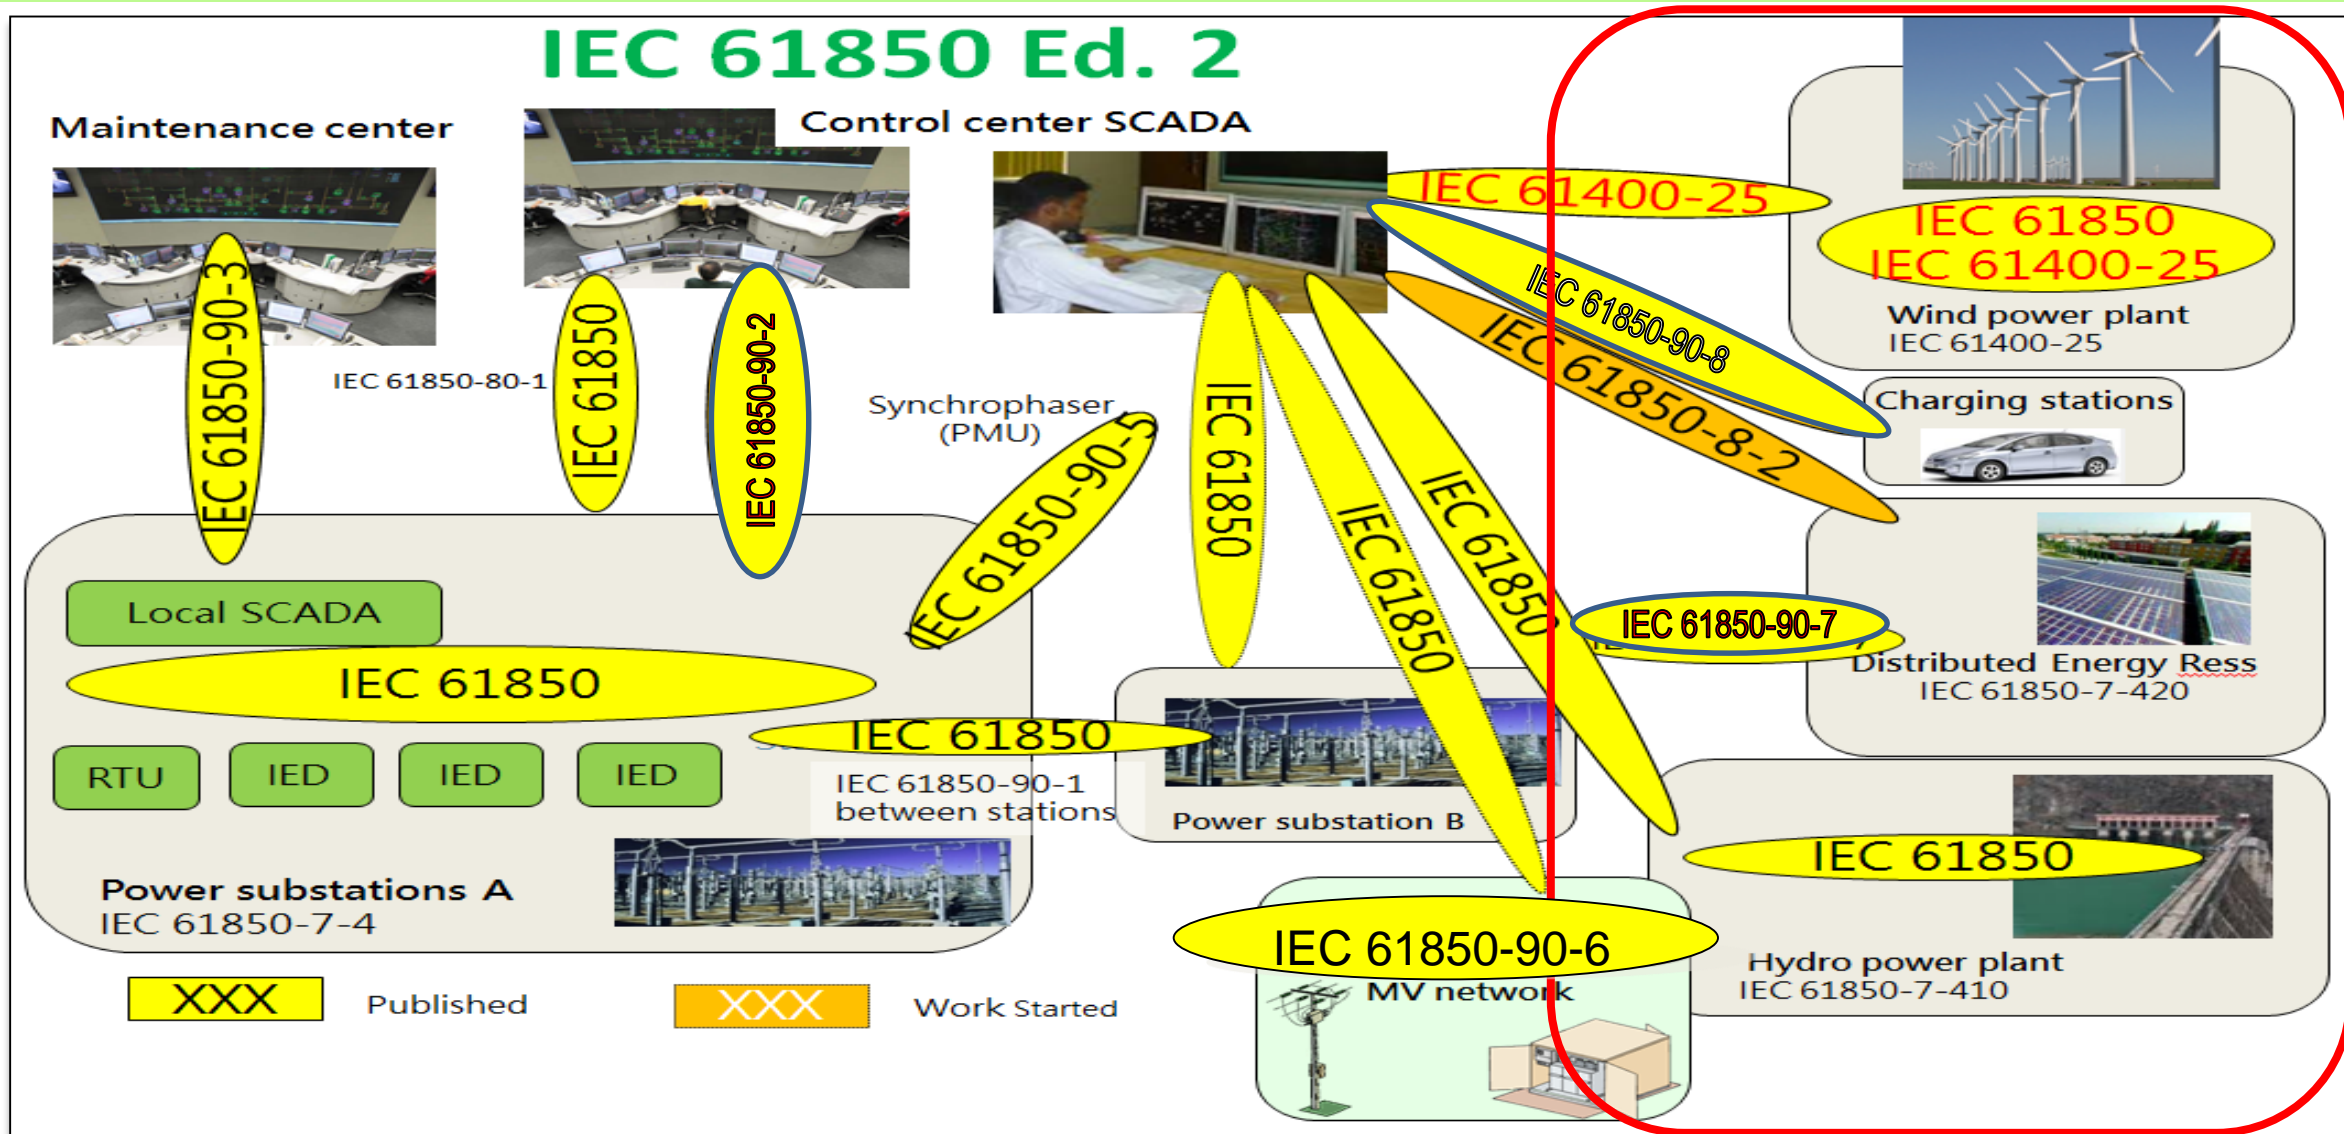 IEC 61850 Ed. 2
Maintenance center
Control center SCADA
IEC 61400-25
IEC 61850
IEC 61400-25
Wind power plant
IEC 61400-25
IEC 61850-90-3
IEC 61850-80-1
IEC 61850
IEC 61850-90-2
Synchrophaser
(PMU)
IEC 61850-90-5
IEC 61850
IEC 61850
IEC 61850
IEC 61850-90-8
IEC 61850-8-2
Charging stations
IEC 61850-90-7
Distributed Energy Ress
IEC 61850-7-420
Local SCADA
IEC 61850
RTU
IED
IED
IED
IEC 61850
IEC 61850-90-1
between stations
Power substation B
Power substations A
IEC 61850-7-4
IEC 61850
Hydro power plant
IEC 61850-7-410
IEC 61850-90-6
MV network
XXX
Published
XXX
Work Started